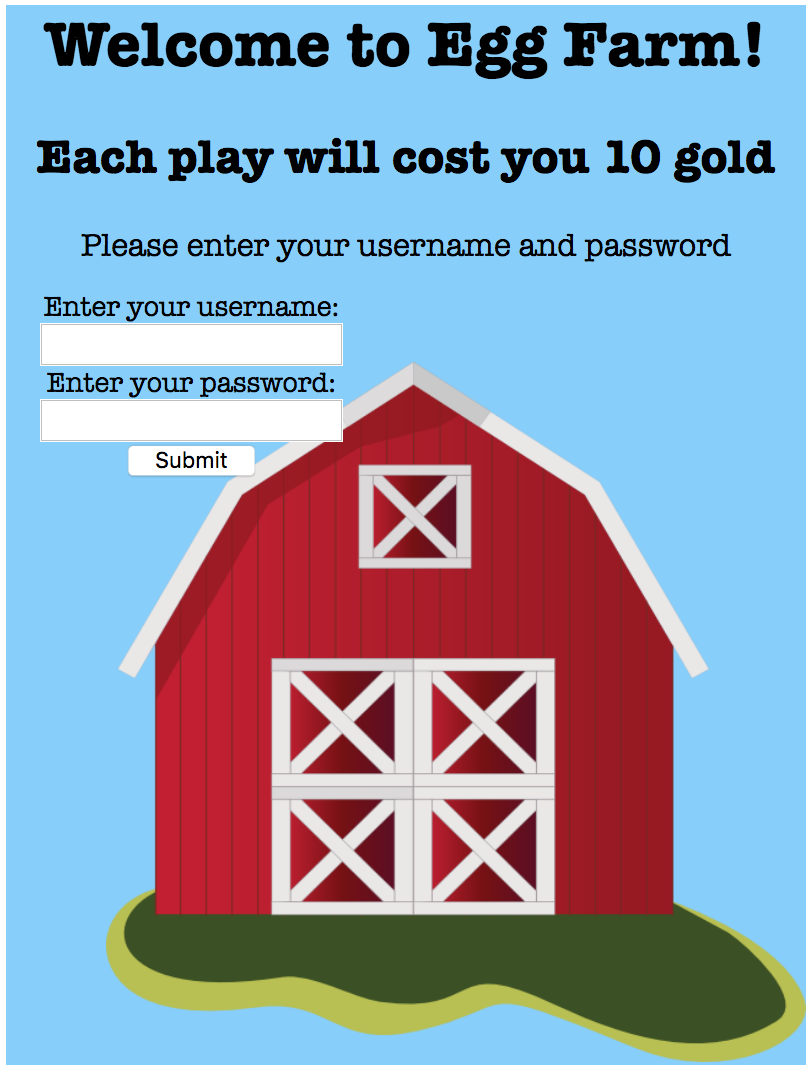 Welcome to Egg Farm!
Each play will cost you 10 gold
Please enter your username and password
Enter your username:
Enter your password:
Submit